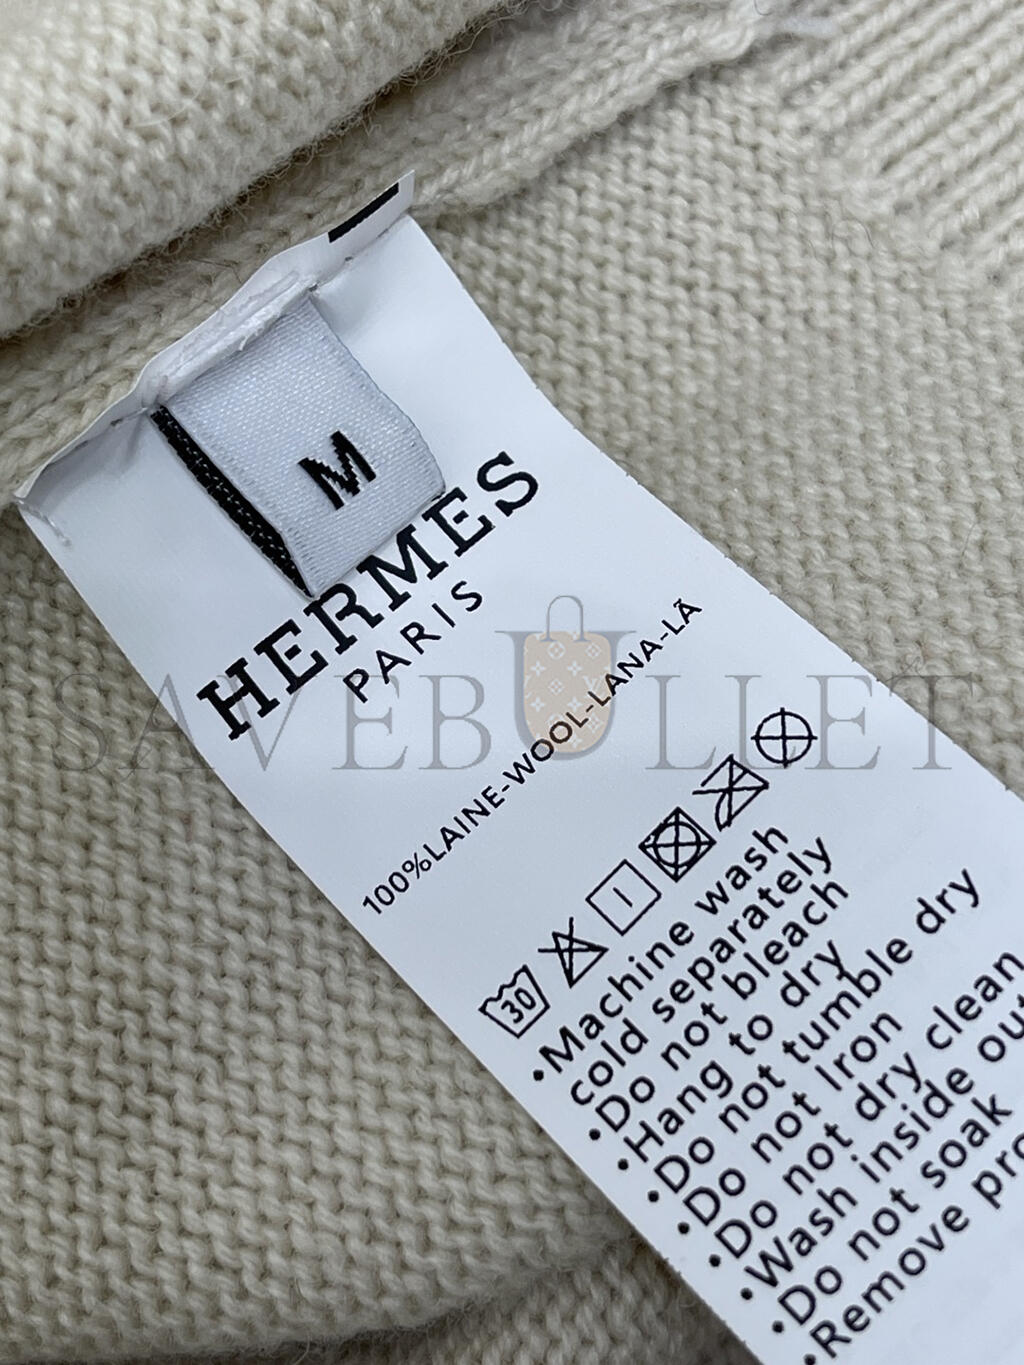 M
HERMES
PARIS
SAVEBULLET
100%LAINE-WOOL-LANA-LÃ
30
•Machine wash
cold separately
•Do not bleach
•Hang to dry
•Do not tumble dry
•Do not Iron
•Do not dry clean
•Wash inside out
•Do not soak
•Remove